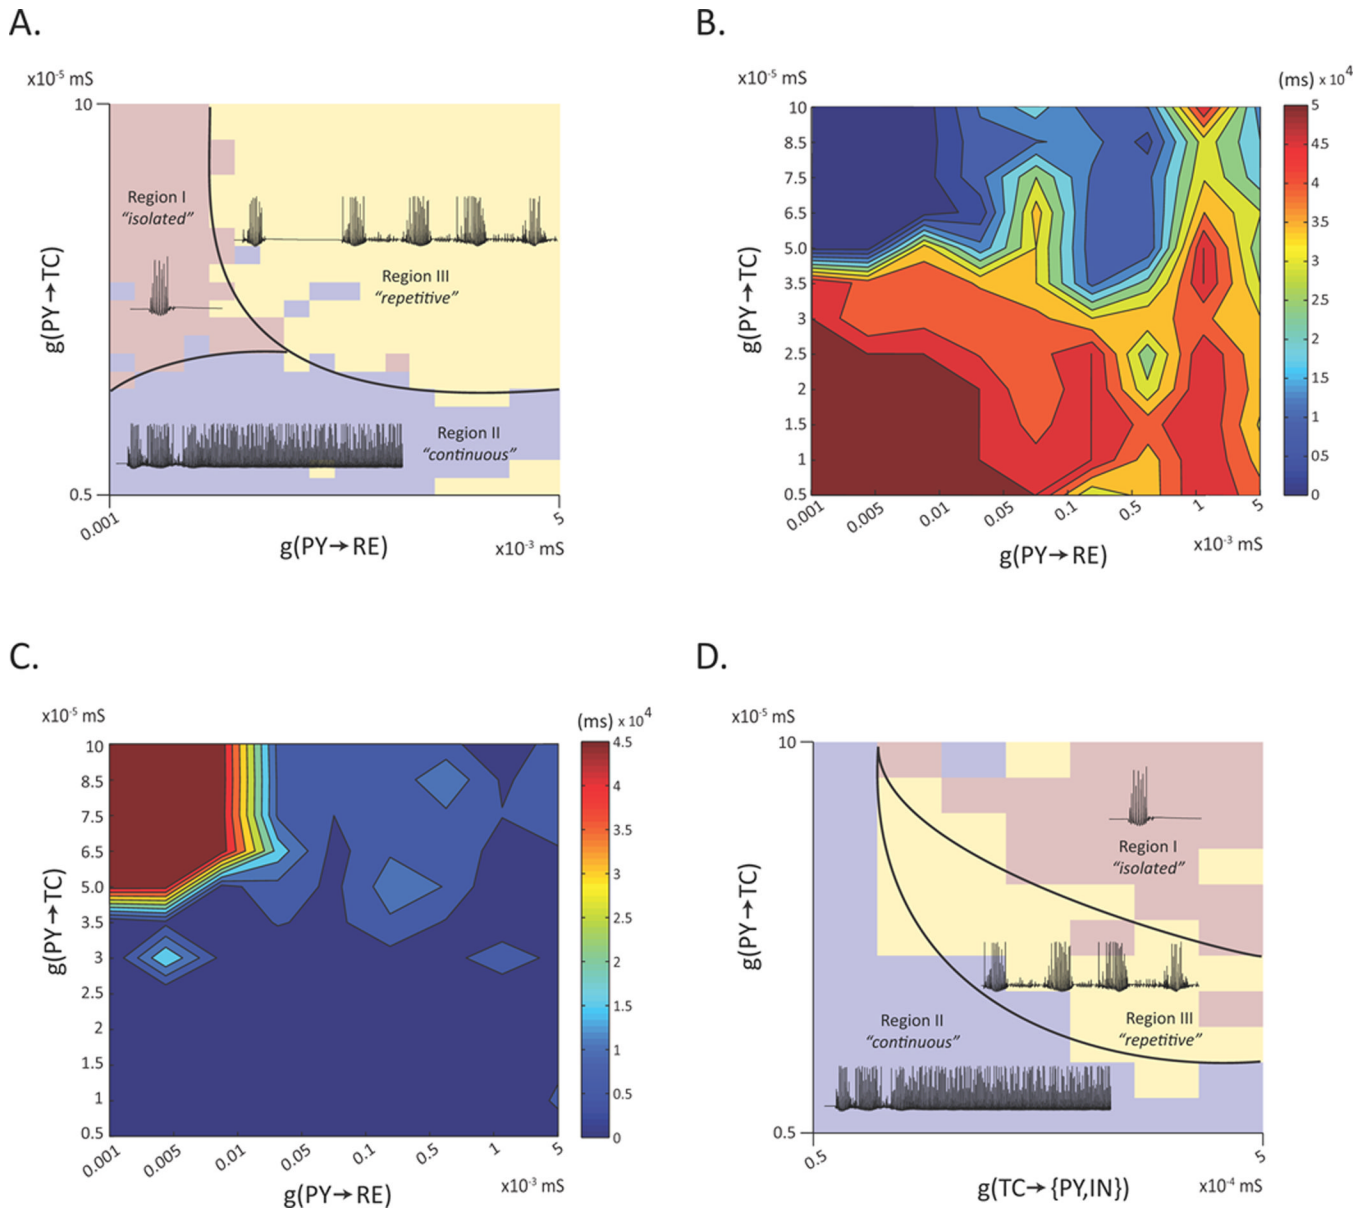 A.
x10-5 mS
10
g(PY→TC)
Region I
“isolated”
Region III
“repetitive”
Region II
“continuous”
0.5
0.001
5
x10-3 mS
g(PY→RE)
B.
x10-5 mS
(ms) x 104
10
8.5
7.5
6.5
5.0
3.5
3
2.5
2
1.5
1
0.5
g(PY→TC)
5
45
4
35
3
25
2
15
1
05
0
0.001
0.005
0.01
0.05
0.1
0.5
1
5
x10-3 mS
g(PY→RE)
C.
x10-5 mS
(ms) x 104
10
8.5
7.5
6.5
5.0
3.5
3
2.5
2
1.5
1
0.5
g(PY→TC)
4.5
4
3.5
3
2.5
2
1.5
1
0.5
0
0.001
0.005
0.01
0.05
0.1
0.5
1
5
x10-3 mS
g(PY→RE)
D.
x10-5 mS
10
g(PY→TC)
Region I
“isolated”
Region II
“continuous”
Region III
“repetitive”
0.5
0.5
5
g(TC→{PY,IN})
x10-4 mS